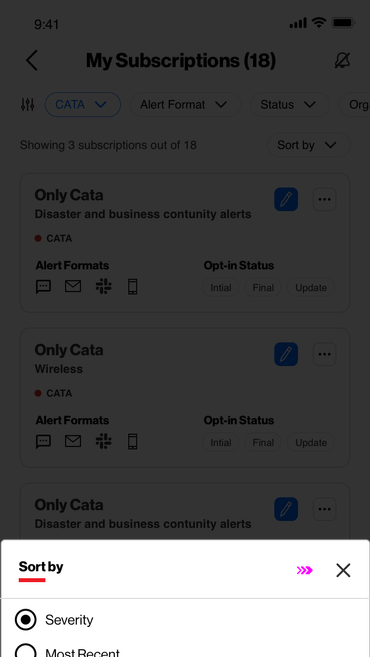 9:41
My Subscriptions (18)
CATA
Alert Format
Status
Org
Showing 3 subscriptions out of 18
Sort by
Only Cata
Disaster and business contunity alerts
CATA
Alert Formats
Opt-in Status
Intial
Final
Update
Only Cata
Wireless
CATA
Alert Formats
Opt-in Status
Intial
Final
Update
Only Cata
Disaster and business contunity alerts
Sort by
Severity
Most Recent